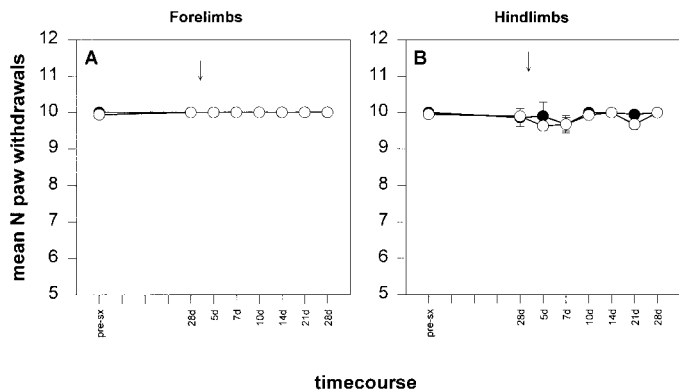 Forelimbs
Hindlimbs
mean N paw withdrawals
12
11
10
9
8
7
6
5
A
pre-sx
28d
5d
7d
10d
14d
21d
28d
12
11
10
9
8
7
6
5
B
pre-sx
28d
5d
7d
10d
14d
21d
28d
timecourse